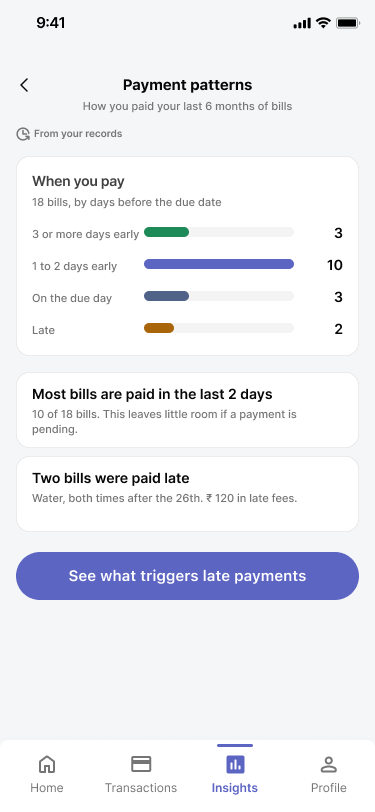 9:41
Payment patterns
How you paid your last 6 months of bills
From your records
When you pay
18 bills, by days before the due date
3 or more days early 3
1 to 2 days early 10
On the due day 3
Late 2
Most bills are paid in the last 2 days
10 of 18 bills. This leaves little room if a payment is
pending.
Two bills were paid late
Water, both times after the 26th. ₹ 120 in late fees.
See what triggers late payments
Home Transactions Insights Profile